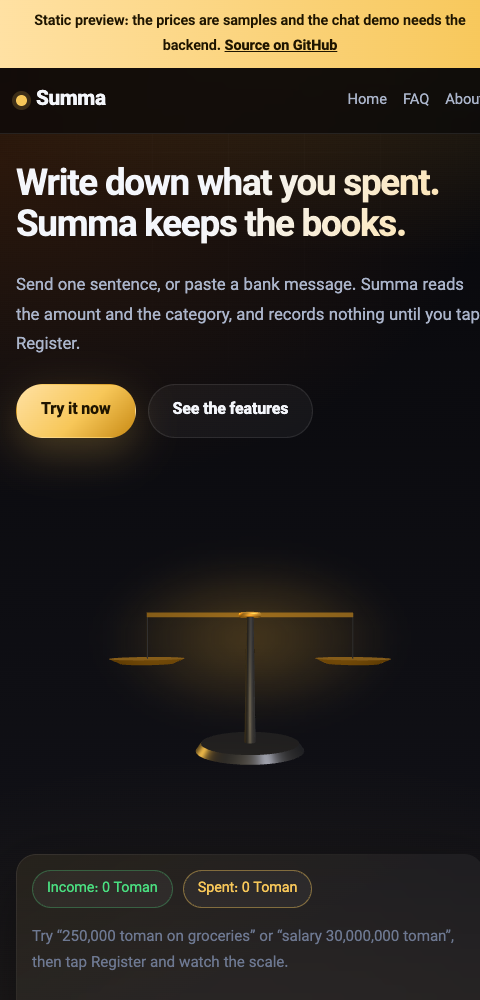 Static preview: the prices are samples and the chat demo needs the
backend. Source on GitHub
Summa
Home FAQ
Write down what you spent.
Summa keeps the books.
Send one sentence, or paste a bank message. Summa reads
the amount and the category, and records nothing until you tap
Register.
Try it now
See the features
Income: 0 Toman
Spent: 0 Toman
Try “250,000 toman on groceries” or “salary 30,000,000 toman”,
then tap Register and watch the scale.